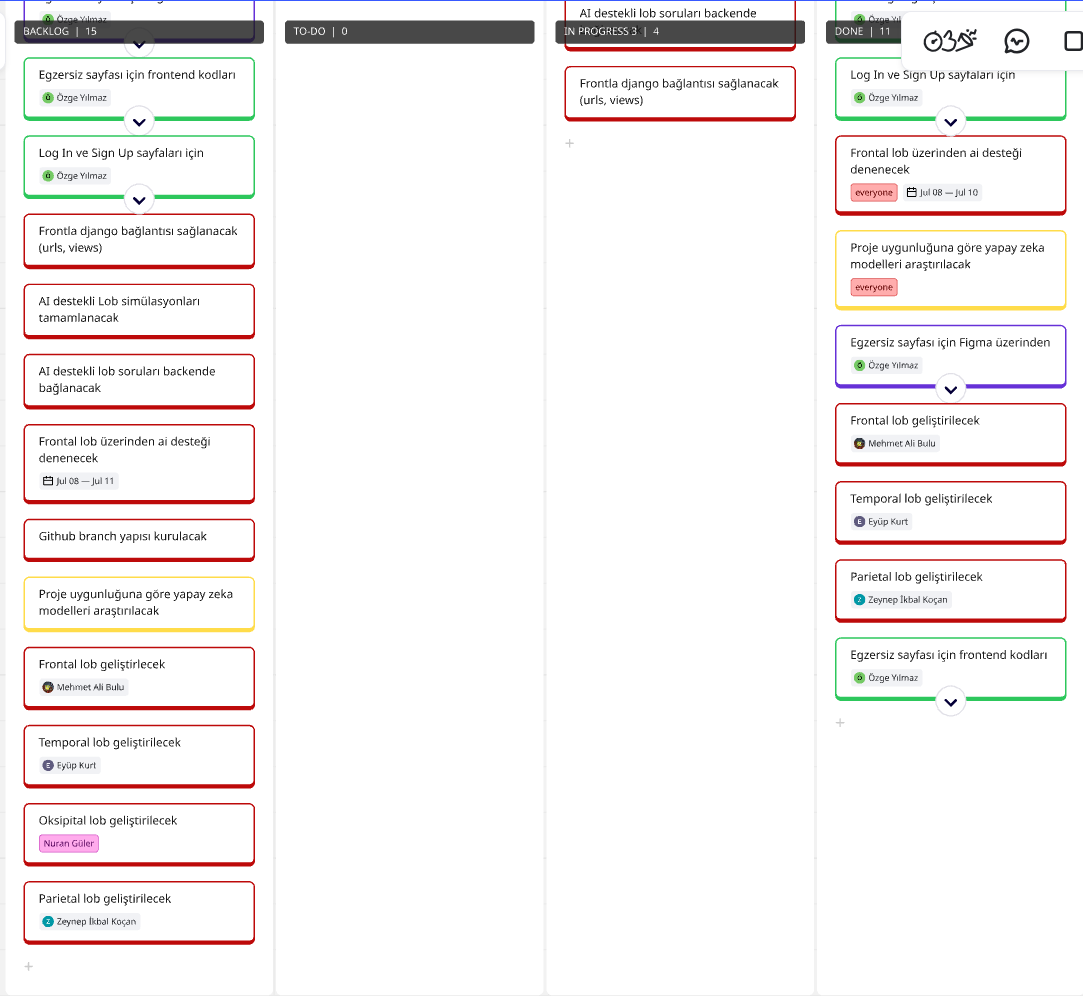 BACKLOG | 15
Özge Yılmaz
Egzersiz sayfası için frontend kodları
Ö Özge Yılmaz
Log In ve Sign Up sayfaları için
Ö Özge Yılmaz
Frontla django bağlantısı sağlanacak
(urls, views)
AI destekli Lob simülasyonları
tamamlanacak
AI destekli lob soruları backende
bağlanacak
Frontal lob üzerinden ai desteği
denenecek
Jul 08 — Jul 11
Github branch yapısı kurulacak
Proje uygunluğuna göre yapay zeka
modelleri araştırılacak
Frontal lob geliştirlecek
Mehmet Ali Bulu
Temporal lob geliştirilecek
E Eyüp Kurt
Oksipital lob geliştirilecek
Nuran Güler
Parietal lob geliştirilecek
Z Zeynep İkbal Koçan
+
TO-DO | 0
AI destekli lob soruları backende
IN PROGRESS 3 | 4
Frontla django bağlantısı sağlanacak
(urls, views)
+
Özge Yılmaz
DONE | 11
Log In ve Sign Up sayfaları için
Ö Özge Yılmaz
Frontal lob üzerinden ai desteği
denenecek
everyone Jul 08 — Jul 10
Proje uygunluğuna göre yapay zeka
modelleri araştırılacak
everyone
Egzersiz sayfası için Figma üzerinden
Ö Özge Yılmaz
Frontal lob geliştirilecek
Mehmet Ali Bulu
Temporal lob geliştirilecek
E Eyüp Kurt
Parietal lob geliştirilecek
Z Zeynep İkbal Koçan
Egzersiz sayfası için frontend kodları
Ö Özge Yılmaz
+